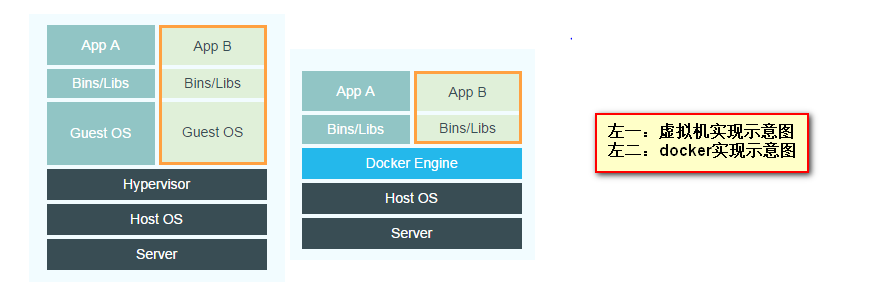 App A
App B
Bins/Libs
Bins/Libs
Guest OS
Guest OS
Hypervisor
Host OS
Server
App A
App B
Bins/Libs
Bins/Libs
Docker Engine
Host OS
Server
左一：虚拟机实现示意图
左二：docker实现示意图